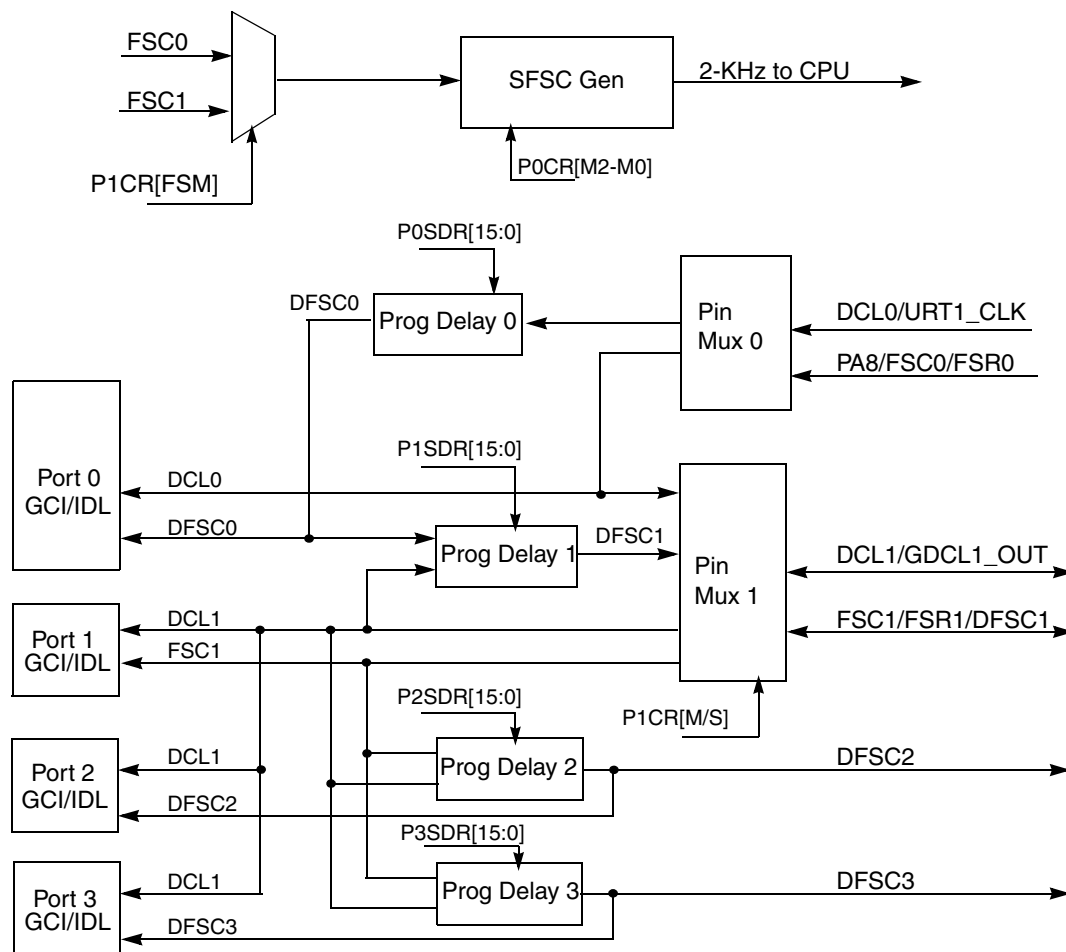 FSC0
FSC1
SFSC Gen
2-KHz to CPU
P1CR[FSM]
P0CR[M2-M0]
P0SDR[15:0]
DFSC0
Prog Delay 0
Pin
Mux 0
DCL0/URT1_CLK
PA8/FSC0/FSR0
Port 0
GCI/IDL
P1SDR[15:0]
DCL0
DFSC0
Prog Delay 1
DFSC1
Pin
Mux 1
DCL1/GDCL1_OUT
FSC1/FSR1/DFSC1
Port 1
GCI/IDL
DCL1
FSC1
P2SDR[15:0]
P1CR[M/S]
Port 2
GCI/IDL
DCL1
DFSC2
Prog Delay 2
DFSC2
P3SDR[15:0]
Port 3
GCI/IDL
DCL1
DFSC3
Prog Delay 3
DFSC3